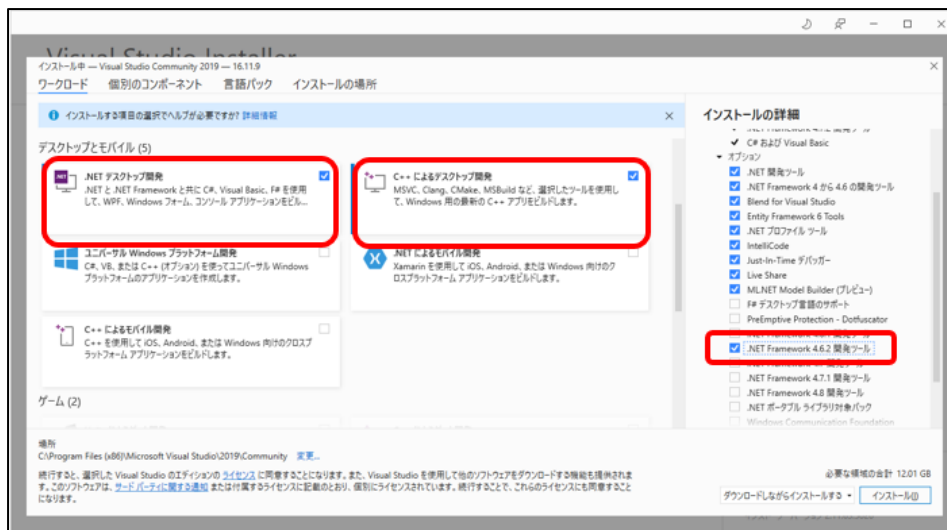 Visual Studio Installer
インストール中 — Visual Studio Community 2019 — 16.11.9
ワークロード 個別のコンポーネント 言語パック インストールの場所
インストールする項目の選択でヘルプが必要ですか? 詳細情報
デスクトップとモバイル (5)
.NET デスクトップ開発
.NET と .NET Framework と共に C#、Visual Basic、F# を使用
して、WPF、Windows フォーム、コンソール アプリケーションをビル...
C++ によるデスクトップ開発
MSVC、Clang、CMake、MSBuild など、選択したツールを使用し
て、Windows 用の最新の C++ アプリをビルドします。
ユニバーサル Windows プラットフォーム開発
C#、VB、または C++ (オプション) を使ってユニバーサル Windows
プラットフォームのアプリケーションを作成します。
.NET によるモバイル開発
Xamarin を使用して iOS、Android、または Windows 向けのク
ロスプラットフォーム アプリケーションをビルドします。
C++ によるモバイル開発
C++ を使用して iOS、Android、または Windows 向けのクロスプ
ラットフォーム アプリケーションをビルドします。
ゲーム (2)
インストールの詳細
C# および Visual Basic
オプション
.NET 開発ツール
.NET Framework 4 から 4.6 の開発ツール
Blend for Visual Studio
Entity Framework 6 Tools
.NET プロファイル ツール
IntelliCode
Just-In-Time デバッガー
Live Share
ML.NET Model Builder (プレビュー)
F# デスクトップ言語のサポート
PreEmptive Protection - Dotfuscator
.NET Framework 4.6.2 開発ツール
.NET Framework 4.7.1 開発ツール
.NET Framework 4.8 開発ツール
.NET ポータブル ライブラリ対象パック
Windows Communication Foundation
場所
C:\Program Files (x86)\Microsoft Visual Studio\2019\Community 変更...
続行すると、選択した Visual Studio のエディションの ライセンス に同意することになります。また、Visual Studio を使用して他のソフトウェアをダウンロードする機能も提供されま
す。このソフトウェアは、サード パーティに関する通知 または付属するライセンスに記載のとおり、個別にライセンスされています。続行することで、これらのライセンスにも同意すること
になります。
必要な領域の合計 12.01 GB
ダウンロードしながらインストールする インストール(I)